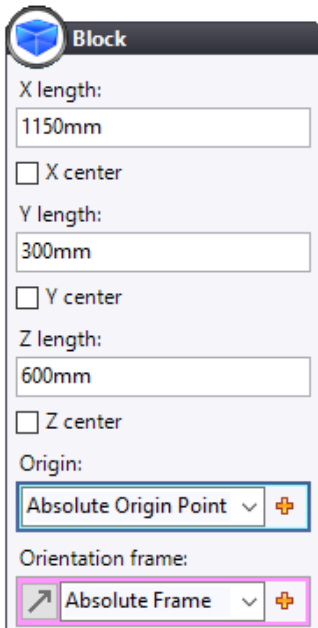 Block
X length:
1150mm
X center
Y length:
300mm
Y center
Z length:
600mm
Z center
Origin:
Absolute Origin Point
Orientation frame:
Absolute Frame